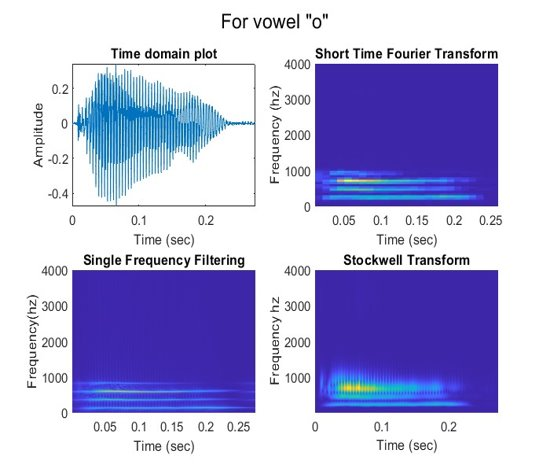 For vowel "o"
Time domain plot
Amplitude
0.2
0
-0.2
-0.4
0 0.1 0.2
Time (sec)
Short Time Fourier Transform
Frequency (hz)
4000
3000
2000
1000
0
0.05 0.1 0.15 0.2 0.25
Time (sec)
Single Frequency Filtering
Frequency(hz)
4000
3000
2000
1000
0
0.05 0.1 0.15 0.2 0.25
Time (sec)
Stockwell Transform
Frequency hz
4000
3000
2000
1000
0 0.1 0.2
Time (sec)